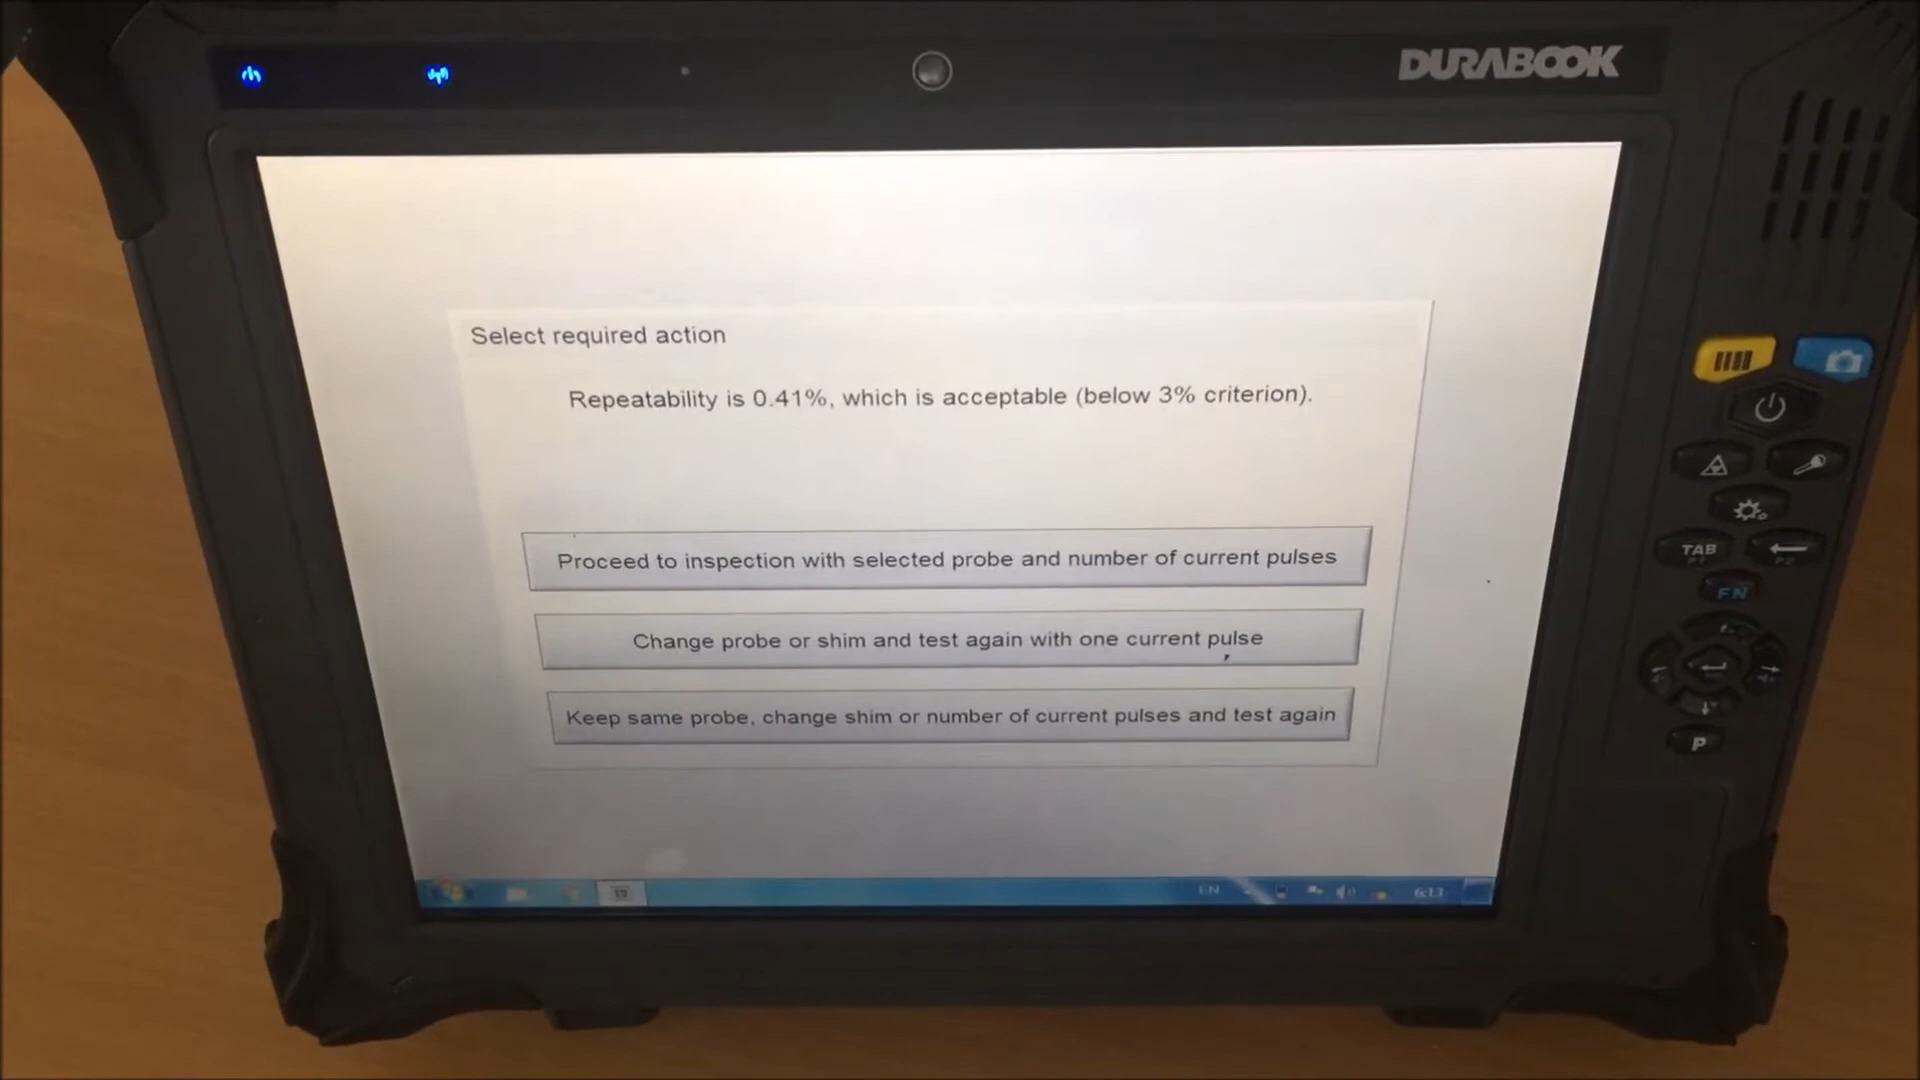 DURABOOK
Select required action
Repeatability is 0.41%, which is acceptable (below 3% criterion).
Proceed to inspection with selected probe and number of current pulses
Change probe or shim and test again with one current pulse
Keep same probe, change shim or number of current pulses and test again
TAB
FN
P
EN
6:13